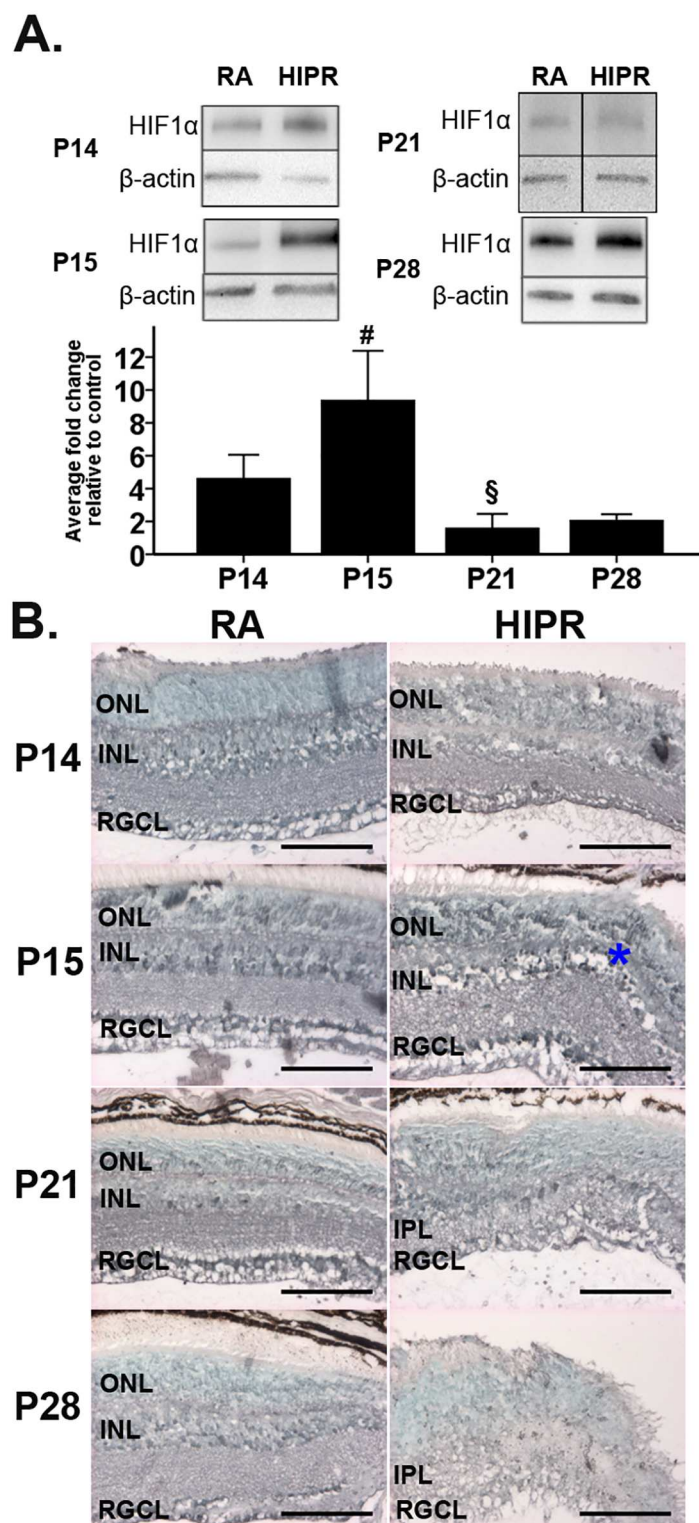 A.
RA HIPR RA HIPR
P14 HIF1α P21 HIF1α
β-actin β-actin
P15 HIF1α P28 HIF1α
β-actin β-actin
Average fold change
relative to control
12
10
8
6
4
2
0
#
§
P14 P15 P21 P28
B.
RA HIPR
P14
ONL ONL
INL INL
RGCL RGCL
P15
ONL ONL
*
INL INL
RGCL RGCL
P21
ONL
INL
IPL
RGCL RGCL
P28
ONL
INL
IPL
RGCL RGCL